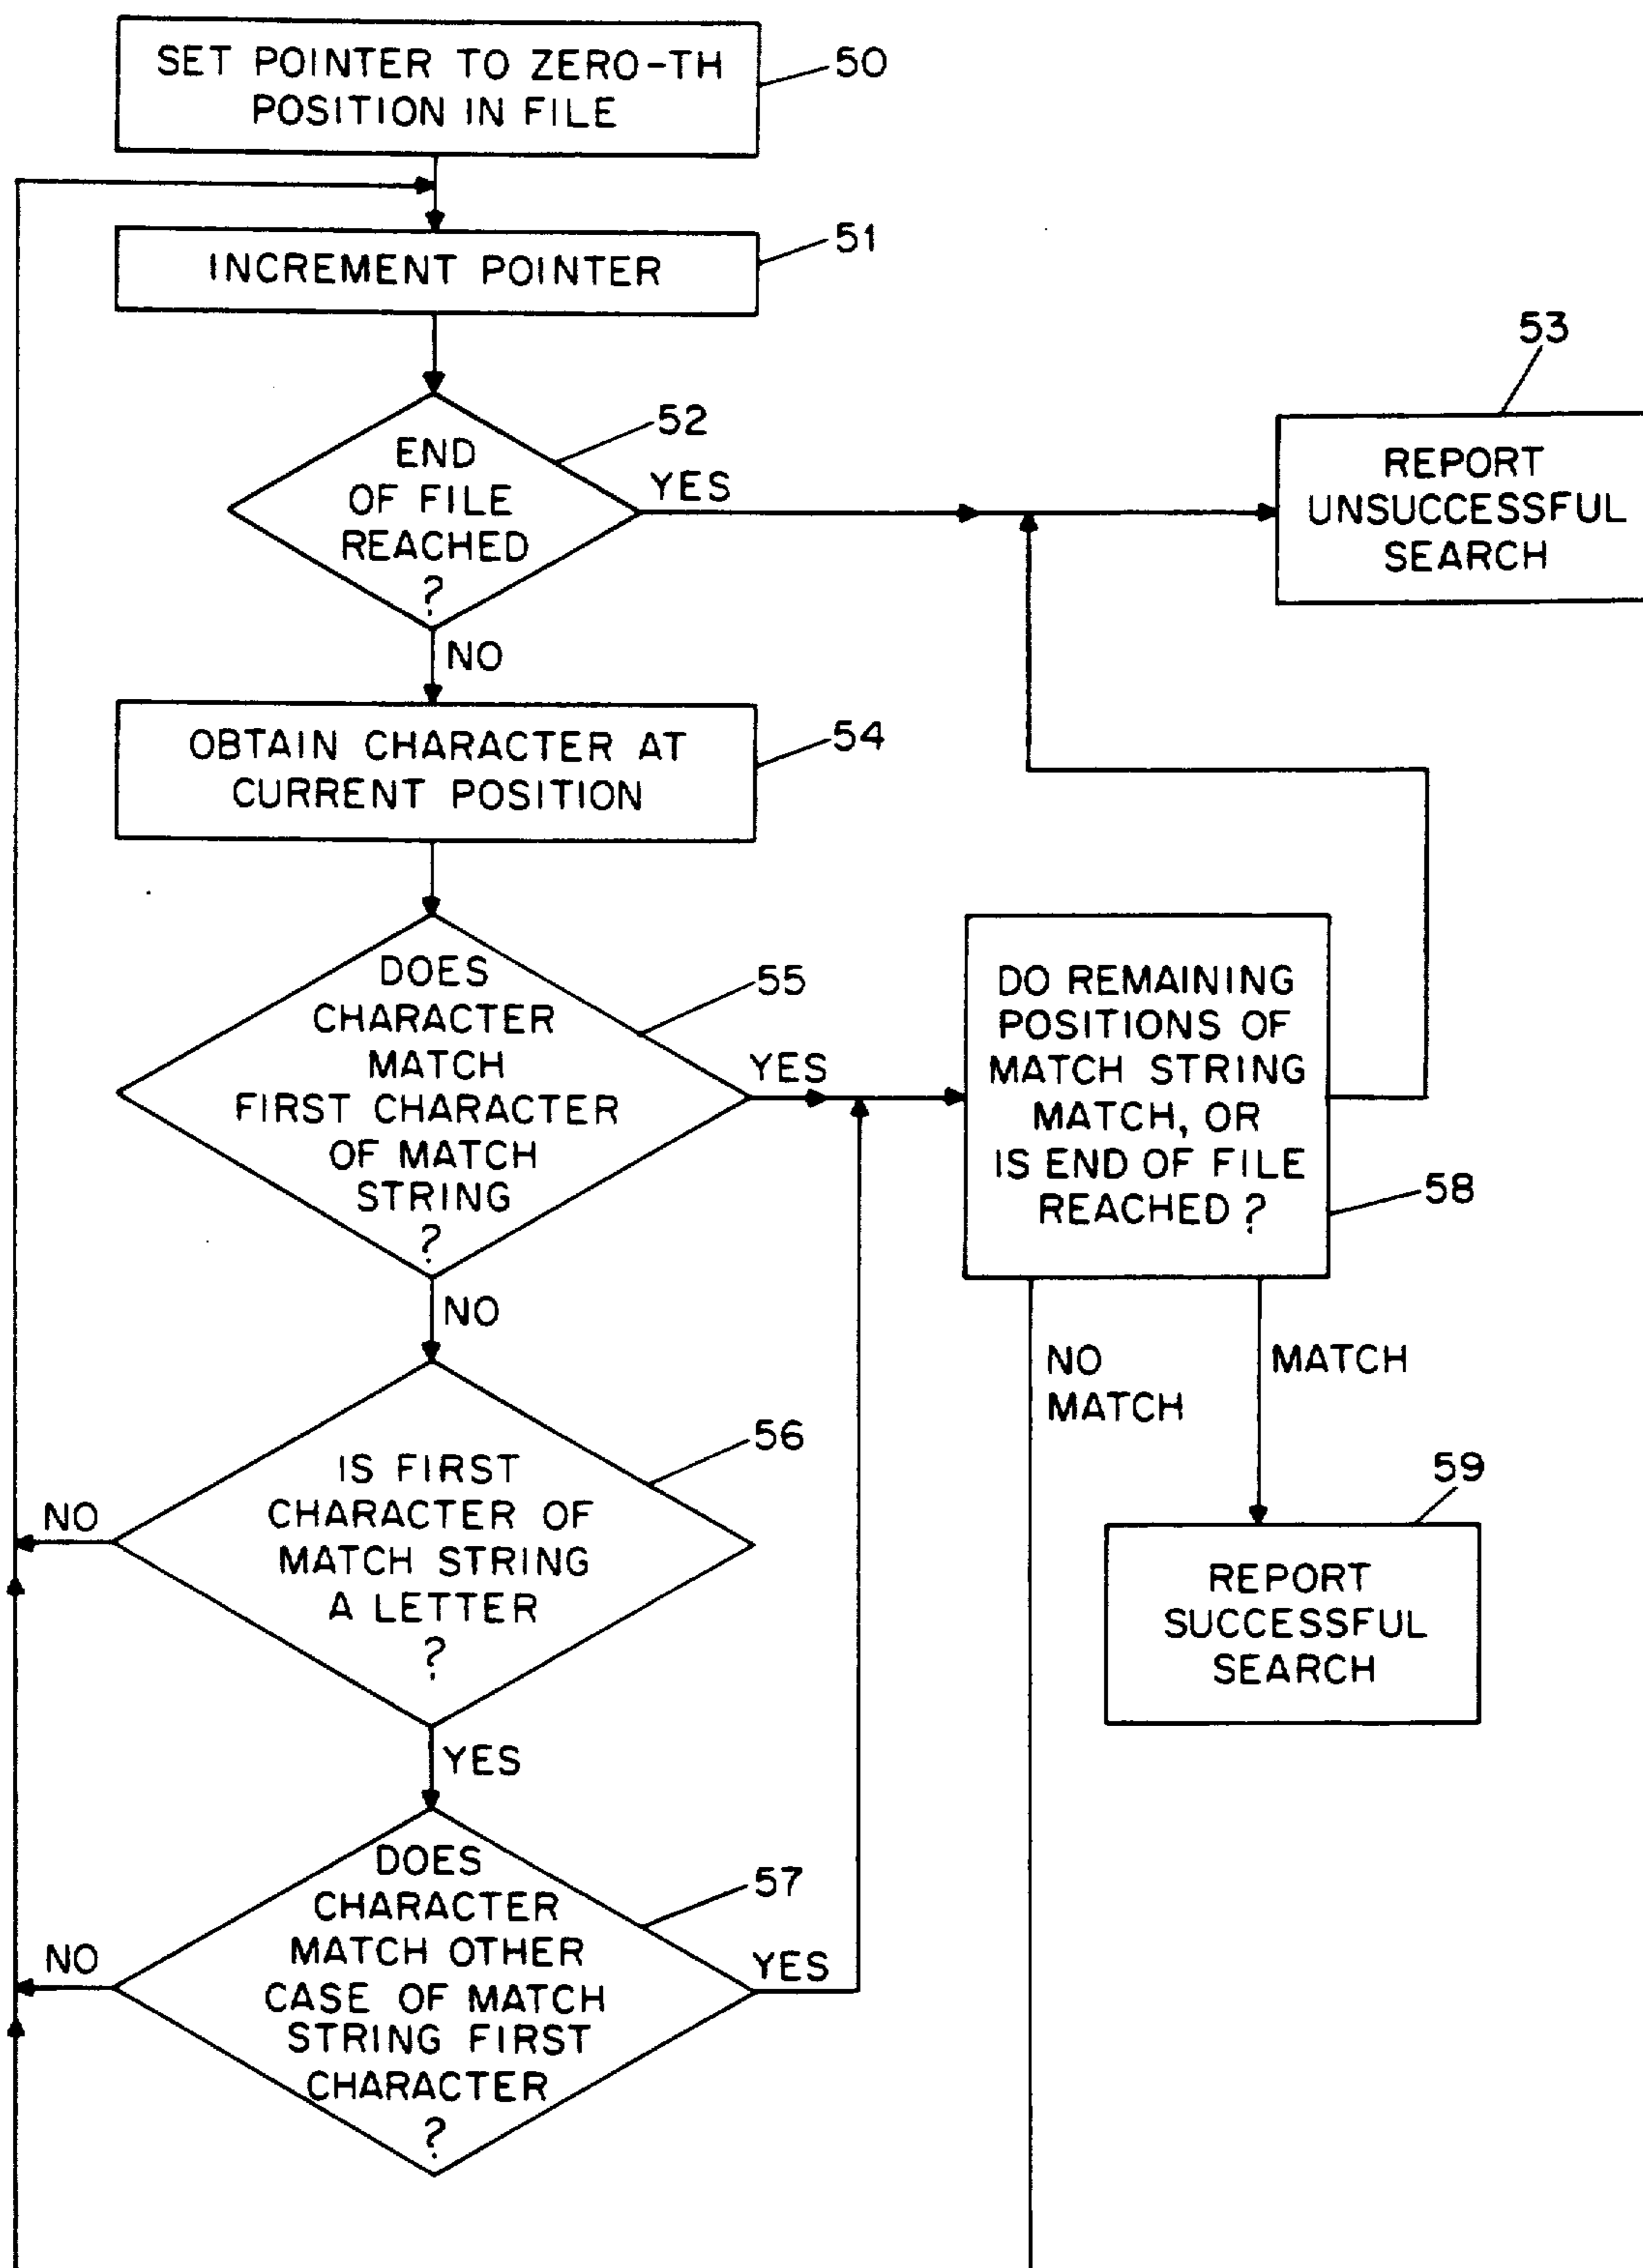 SET POINTER TO ZERO-TH
POSITION IN FILE
50
INCREMENT POINTER
51
END
OF FILE
REACHED
?
52
YES
NO
53
REPORT
UNSUCCESSFUL
SEARCH
OBTAIN CHARACTER AT
CURRENT POSITION
54
DOES
CHARACTER
MATCH
FIRST CHARACTER
OF MATCH
STRING
?
55
YES
NO
DO REMAINING
POSITIONS OF
MATCH STRING
MATCH, OR
IS END OF FILE
REACHED ?
58
NO
MATCH
MATCH
IS FIRST
CHARACTER OF
MATCH STRING
A LETTER
?
56
NO
YES
59
REPORT
SUCCESSFUL
SEARCH
DOES
CHARACTER
MATCH OTHER
CASE OF MATCH
STRING FIRST
CHARACTER
?
57
NO
YES